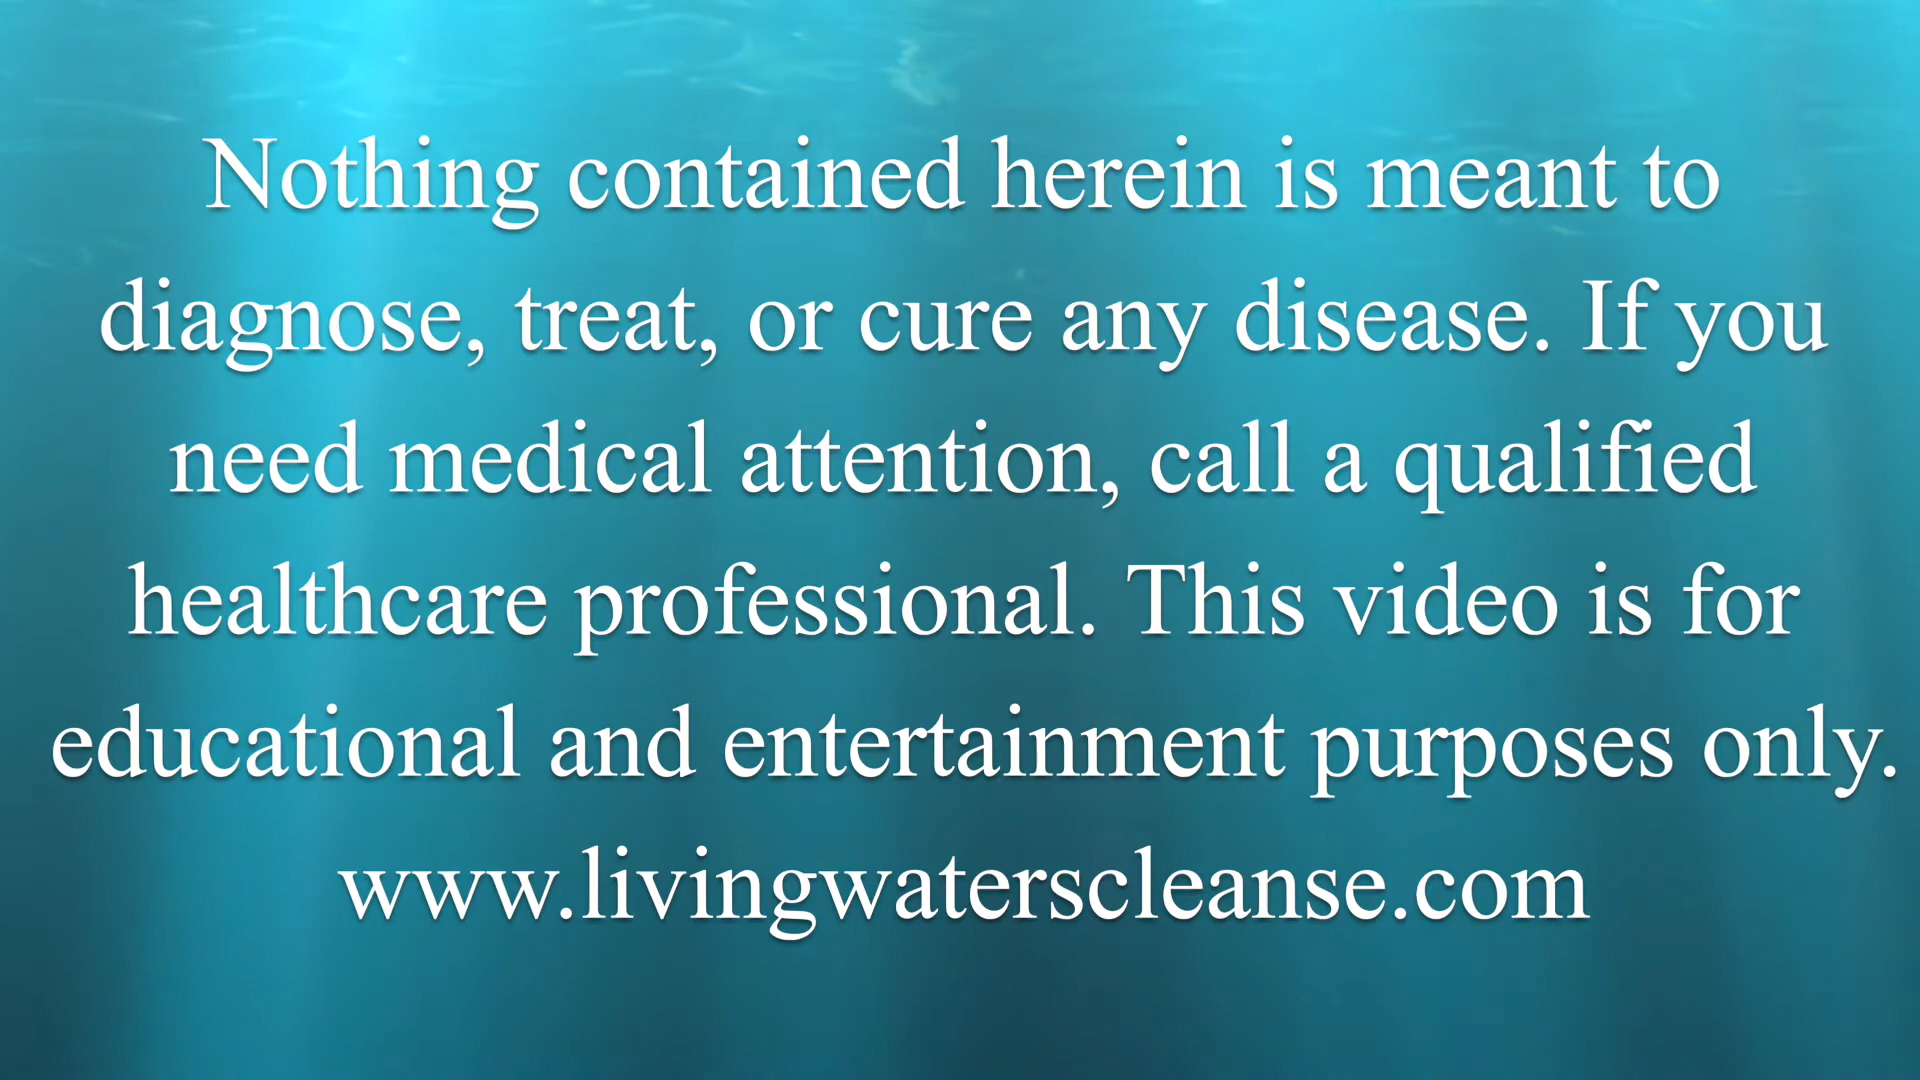 Nothing contained herein is meant to
diagnose, treat, or cure any disease. If you
need medical attention, call a qualified
healthcare professional. This video is for
educational and entertainment purposes only.
www.livingwaterscleanse.com